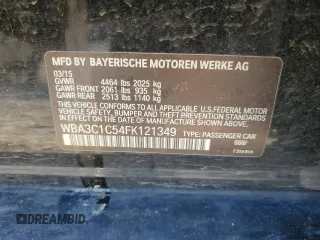 MFD BY BAYERISCHE MOTOREN WERKE AG
03/15
GVWR 4464 lbs 2025 kg
GAWR FRONT 2061 lbs 935 kg
GAWR REAR 2513 lbs 1140 kg
THIS VEHICLE CONFORMS TO ALL APPLICABLE U.S. FEDERAL
MOTOR VEHICLE SAFETY, BUMPER, AND THEFT PREVENTION
STANDARDS IN EFFECT ON THE DATE OF MANUFACTURE SHOWN ABOVE.
WBA3C1C54FK121349 TYPE: PASSENGER CAR
DREAMBID